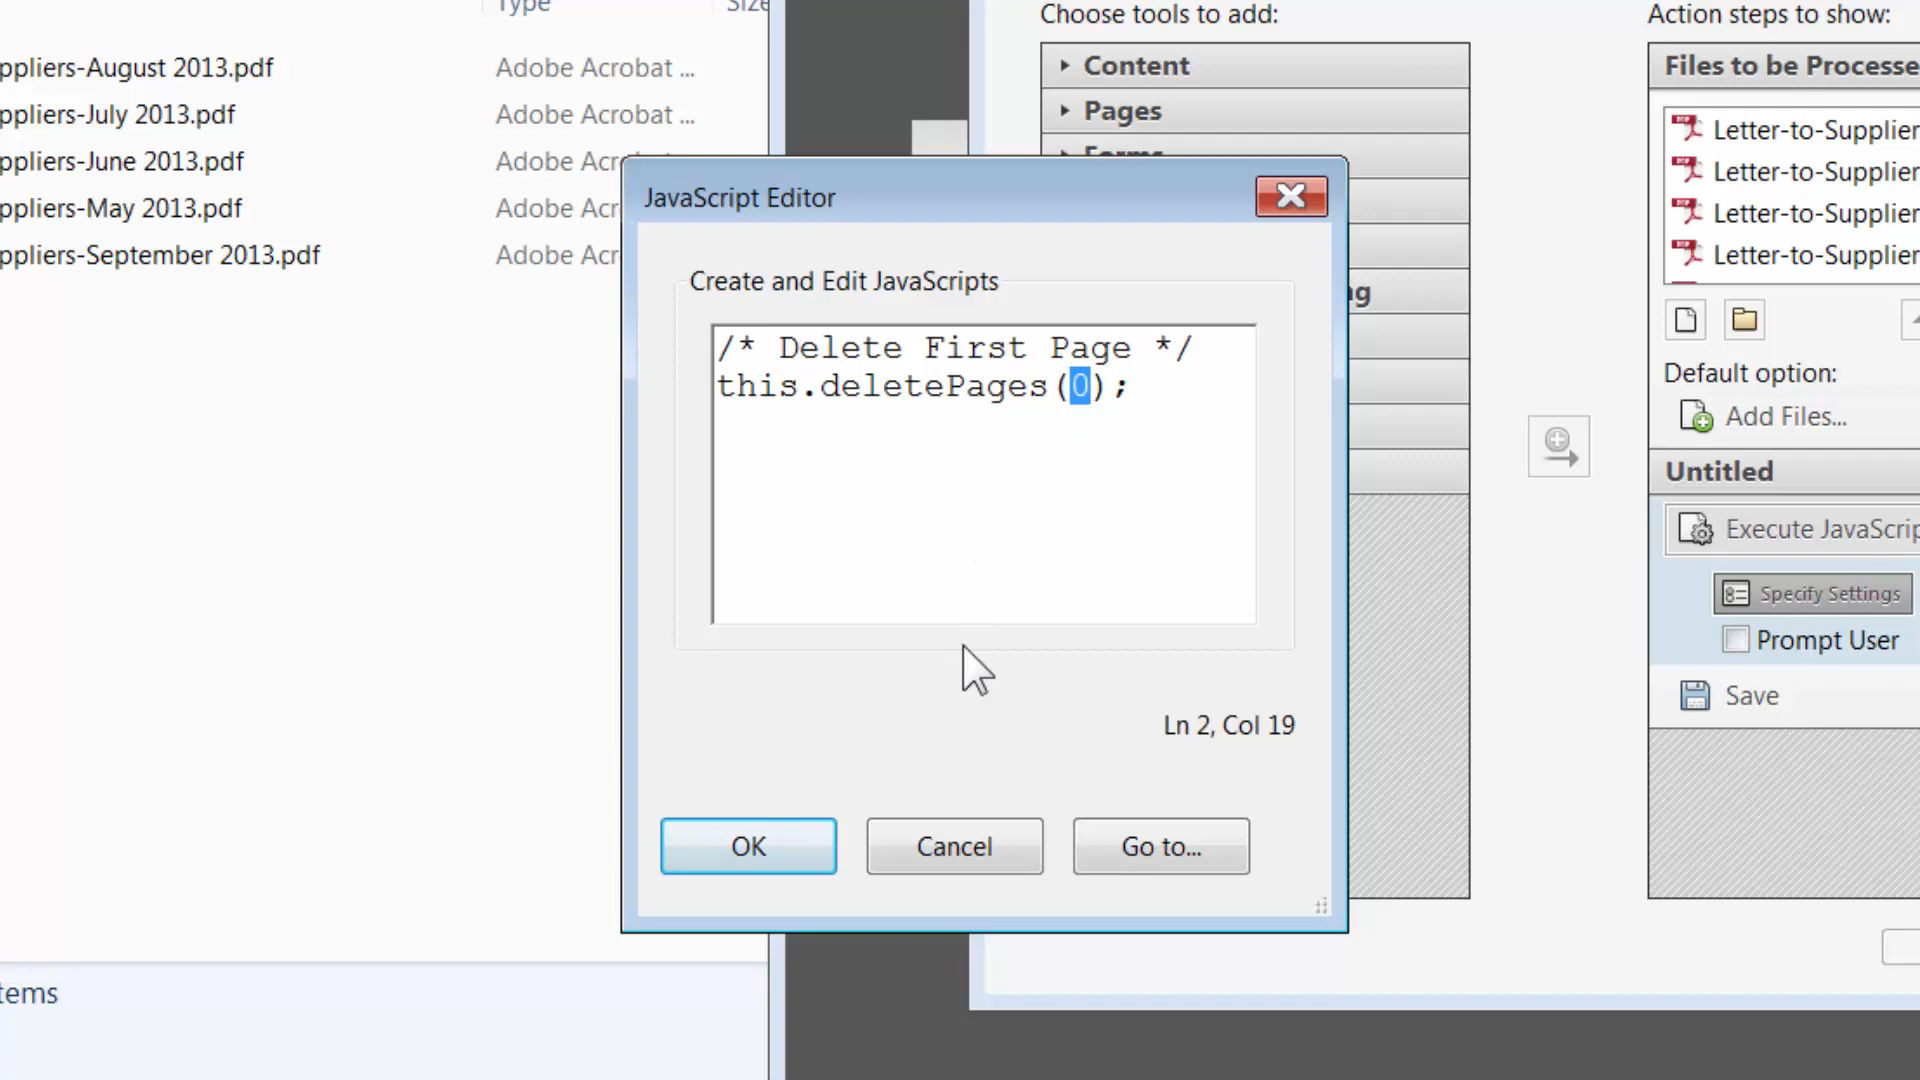 Type
Size
ppliers-August 2013.pdf Adobe Acrobat ...
ppliers-July 2013.pdf Adobe Acrobat ...
ppliers-June 2013.pdf Adobe Acrobat
ppliers-May 2013.pdf Adobe Acr
ppliers-September 2013.pdf Adobe Acr
tems
Choose tools to add:
Content
Pages
Forms
ng
JavaScript Editor
Create and Edit JavaScripts
/* Delete First Page */
this.deletePages(0);
Ln 2, Col 19
OK Cancel Go to...
Action steps to show:
Files to be Processe
Letter-to-Supplier
Letter-to-Supplier
Letter-to-Supplier
Letter-to-Supplier
Default option:
Add Files...
Untitled
Execute JavaScrip
Specify Settings
Prompt User
Save